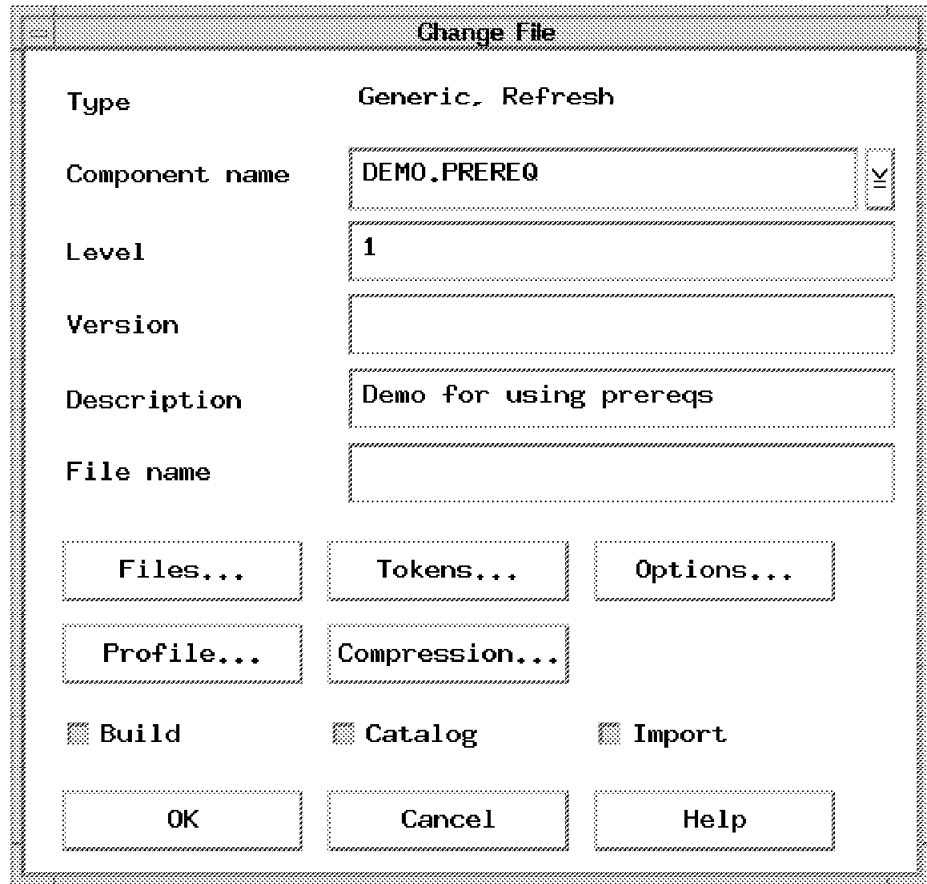 Change File
Type Generic, Refresh
Component name DEMO.PREREQ
Level 1
Version
Description Demo for using prereqs
File name
Files... Tokens... Options...
Profile... Compression...
Build Catalog Import
OK Cancel Help